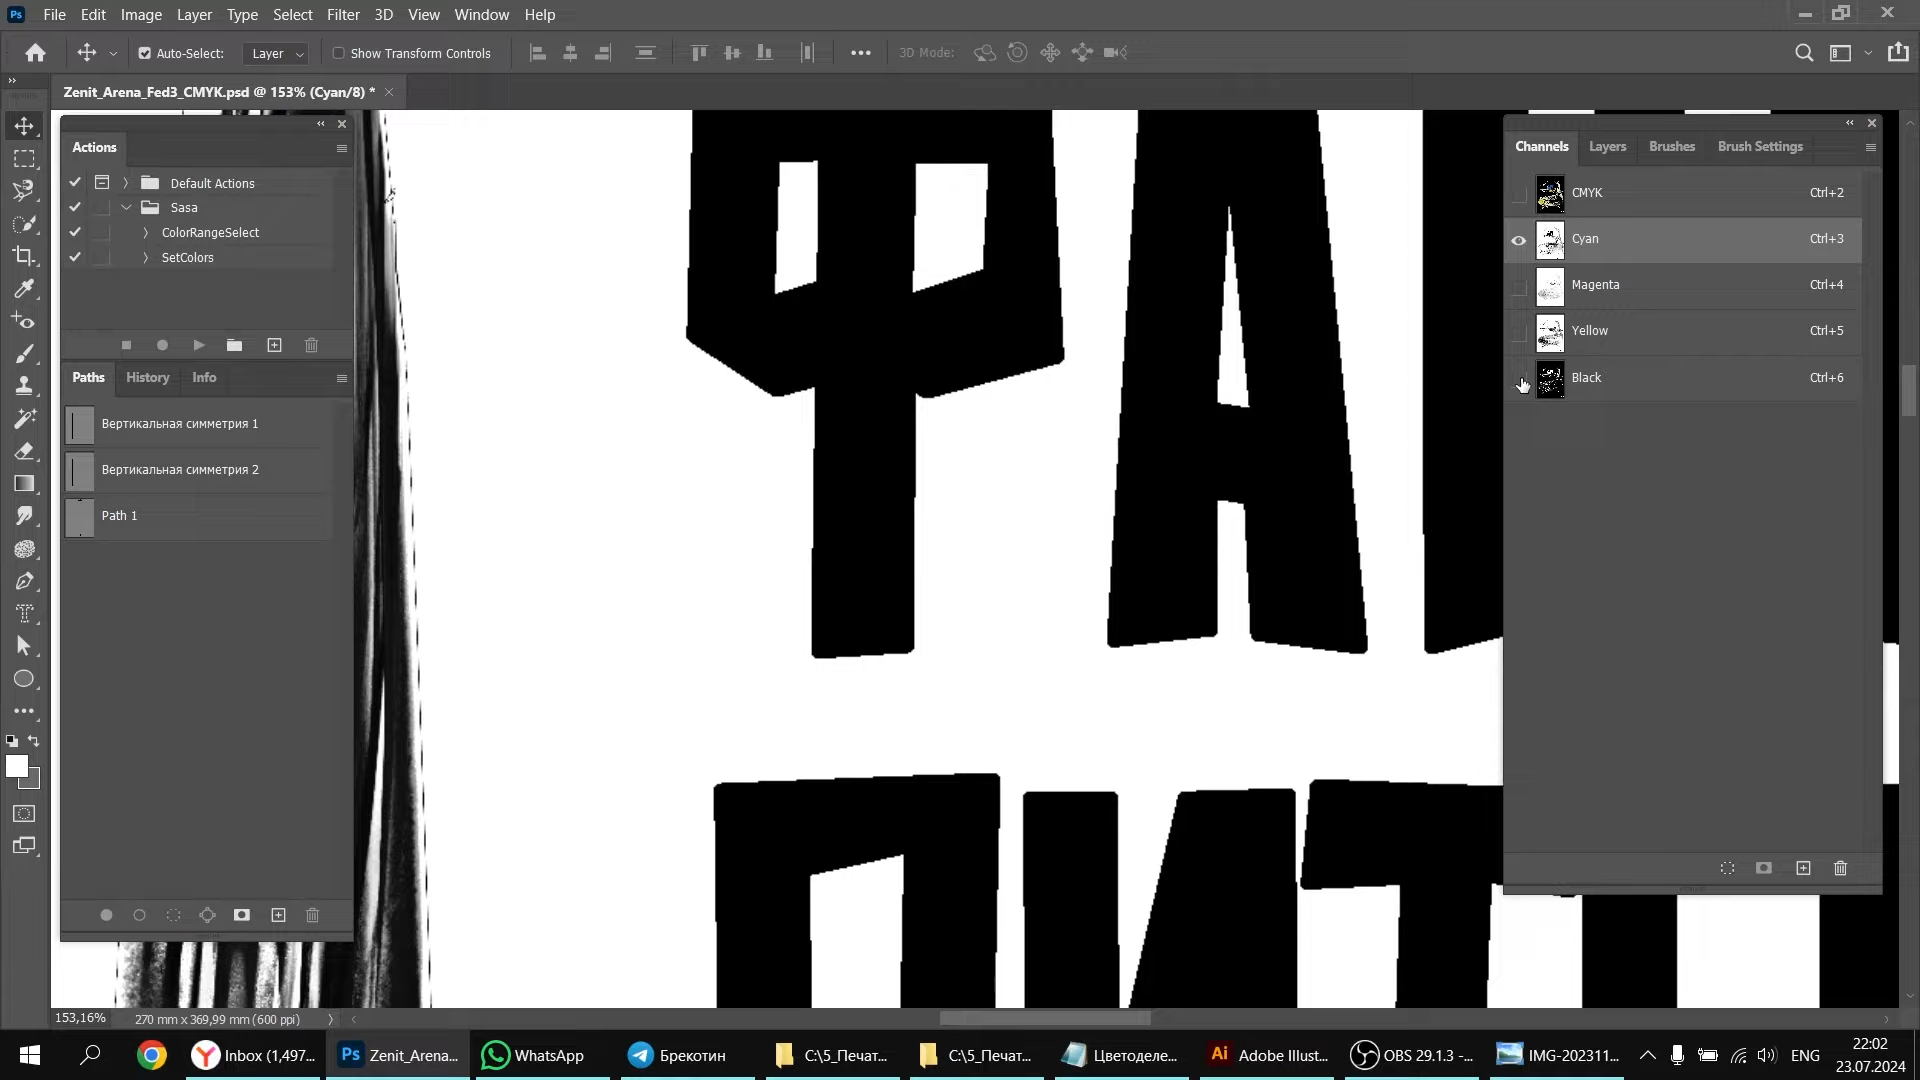 File Edit Image Layer Type Select Filter 3D View Window Help
Auto-Select: Layer Show Transform Controls 3D Mode:
Zenit_Arena_Fed3_CMYK.psd @ 153% (Cyan/8) *
Actions
Default Actions
Sasa
ColorRangeSelect
SetColors
Paths History Info
Вертикальная симметрия 1
Вертикальная симметрия 2
Path 1
Channels Layers Brushes Brush Settings
CMYK Ctrl+2
Cyan Ctrl+3
Magenta Ctrl+4
Yellow Ctrl+5
Black Ctrl+6
153,16% 270 mm x 369,99 mm (600 ppi)
Inbox (1,497... Zenit_Arena... WhatsApp Брекотин C:\5_Печат... C:\5_Печат... Цветоделе... Adobe Illust... OBS 29.1.3 -... IMG-202311... ENG 22:02
23.07.2024